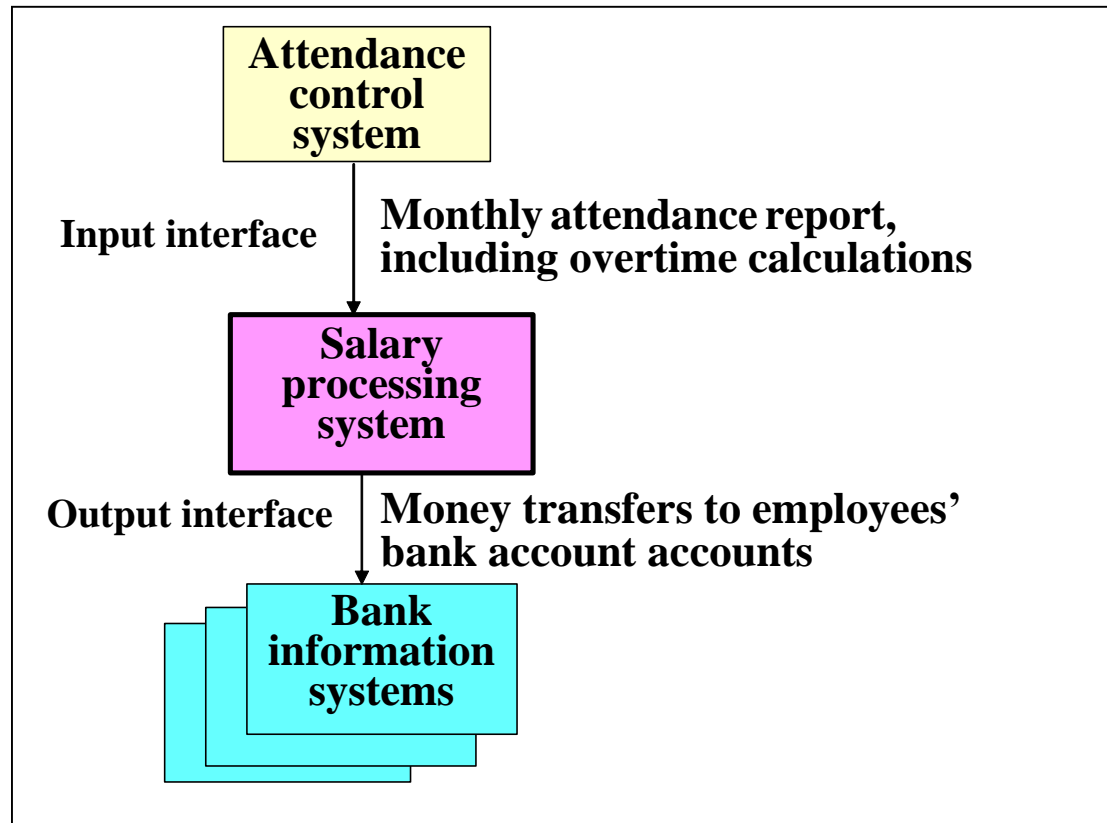 Attendance
control
system
Input interface
Monthly attendance report,
including overtime calculations
Salary
processing
system
Output interface
Money transfers to employees’
bank account accounts
Bank
information
systems